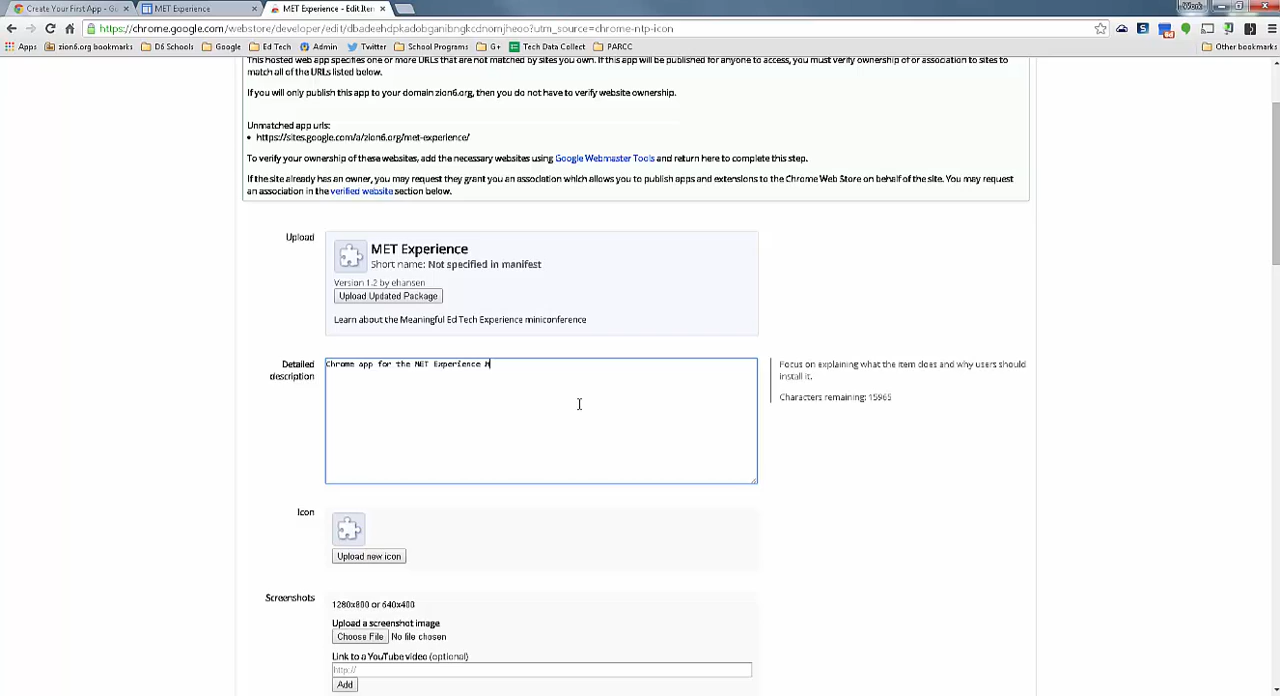 Create Your First App - Go
MET Experience
MET Experience - Edit Item
Work
https://chrome.google.com/webstore/developer/edit/dbadeehdpkadobganibngkcdnomjheoo?utm_source=chrome-ntp-icon
Apps zion6.org bookmarks D6 Schools Google Ed Tech Admin Twitter School Programs G+ Tech Data Collect PARCC Other bookmarks
This hosted web app specifies one or more URLs that are not matched by sites you own. If this app will be published for anyone to access, you must verify ownership of or association to sites to
match all of the URLs listed below.
If you will only publish this app to your domain zion6.org, then you do not have to verify website ownership.
Unmatched app urls:
• https://sites.google.com/a/zion6.org/met-experience/
To verify your ownership of these websites, add the necessary websites using Google Webmaster Tools and return here to complete this step.
If the site already has an owner, you may request they grant you an association which allows you to publish apps and extensions to the Chrome Web Store on behalf of the site. You may request
an association in the verified website section below.
Upload
MET Experience
Short name: Not specified in manifest
Version 1.2 by ehansen
Upload Updated Package
Learn about the Meaningful Ed Tech Experience miniconference
Detailed
description
Chrome app for the MET Experience M
Focus on explaining what the item does and why users should
install it.
Characters remaining: 15965
Icon
Upload new icon
Screenshots
1280x800 or 640x400
Upload a screenshot image
Choose File No file chosen
Link to a YouTube video (optional)
http://
Add